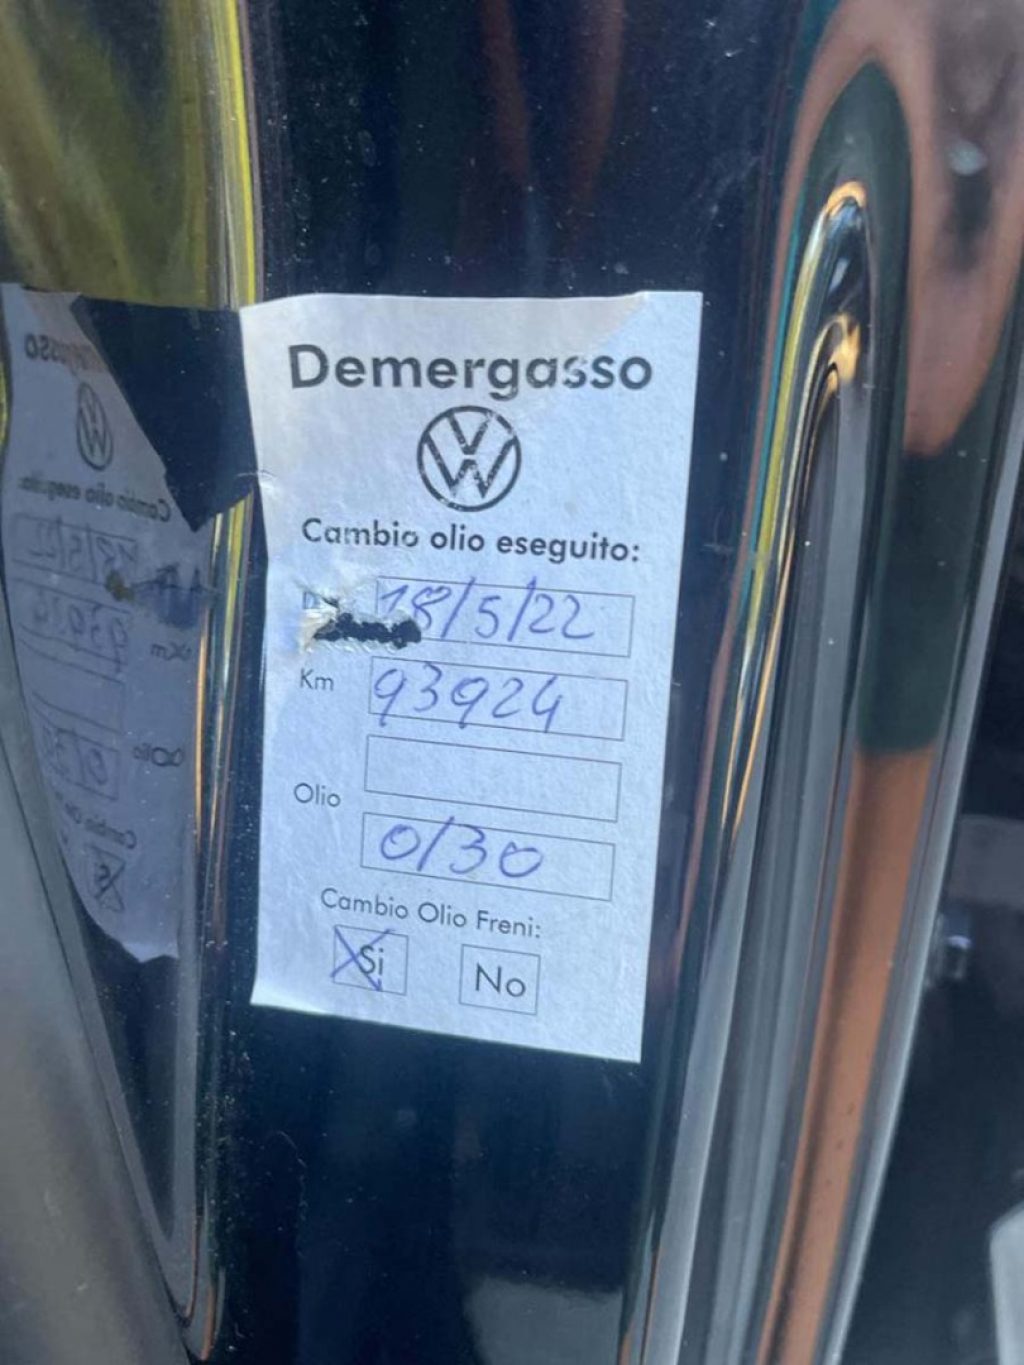 Demergasso
Cambio olio eseguito:
18/5/22
Km 93924
Olio
0/30
Cambio Olio Freni:
Si No